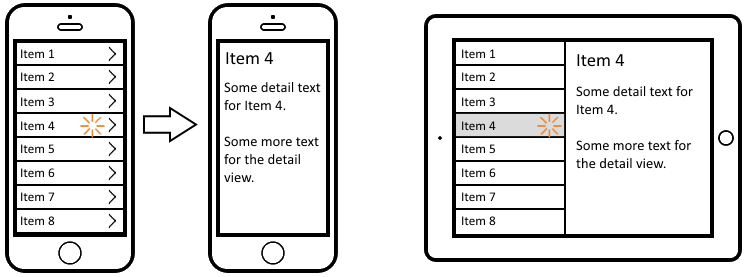 Item 1
Item 2
Item 3
Item 4
Item 5
Item 6
Item 7
Item 8
Item 4
Some detail text
for Item 4.
Some more text
for the detail
view.
Item 1
Item 2
Item 3
Item 4
Item 5
Item 6
Item 7
Item 8
Item 4
Some detail text for
Item 4.
Some more text for
the detail view.